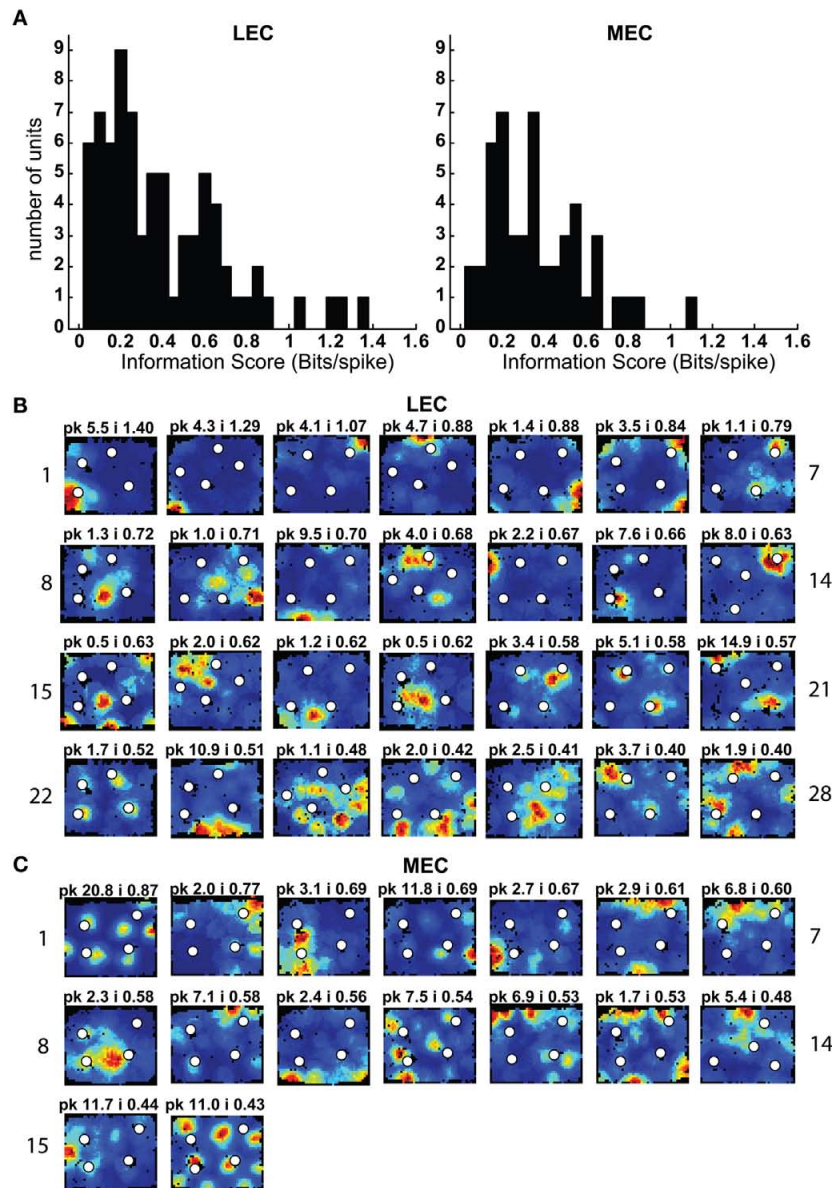 A
LEC
MEC
number of units
9
8
7
6
5
4
3
2
1
0
0 0.2 0.4 0.6 0.8 1 1.2 1.4 1.6
Information Score (Bits/spike)
9
8
7
6
5
4
3
2
1
0
0 0.2 0.4 0.6 0.8 1 1.2 1.4 1.6
Information Score (Bits/spike)
B
LEC
pk 5.5 i 1.40 pk 4.3 i 1.29 pk 4.1 i 1.07 pk 4.7 i 0.88 pk 1.4 i 0.88 pk 3.5 i 0.84 pk 1.1 i 0.79
1 7
pk 1.3 i 0.72 pk 1.0 i 0.71 pk 9.5 i 0.70 pk 4.0 i 0.68 pk 2.2 i 0.67 pk 7.6 i 0.66 pk 8.0 i 0.63
8 14
pk 0.5 i 0.63 pk 2.0 i 0.62 pk 1.2 i 0.62 pk 0.5 i 0.62 pk 3.4 i 0.58 pk 5.1 i 0.58 pk 14.9 i 0.57
15 21
pk 1.7 i 0.52 pk 10.9 i 0.51 pk 1.1 i 0.48 pk 2.0 i 0.42 pk 2.5 i 0.41 pk 3.7 i 0.40 pk 1.9 i 0.40
22 28
C
MEC
pk 20.8 i 0.87 pk 2.0 i 0.77 pk 3.1 i 0.69 pk 11.8 i 0.69 pk 2.7 i 0.67 pk 2.9 i 0.61 pk 6.8 i 0.60
1 7
pk 2.3 i 0.58 pk 7.1 i 0.58 pk 2.4 i 0.56 pk 7.5 i 0.54 pk 6.9 i 0.53 pk 1.7 i 0.53 pk 5.4 i 0.48
8 14
pk 11.7 i 0.44 pk 11.0 i 0.43
15